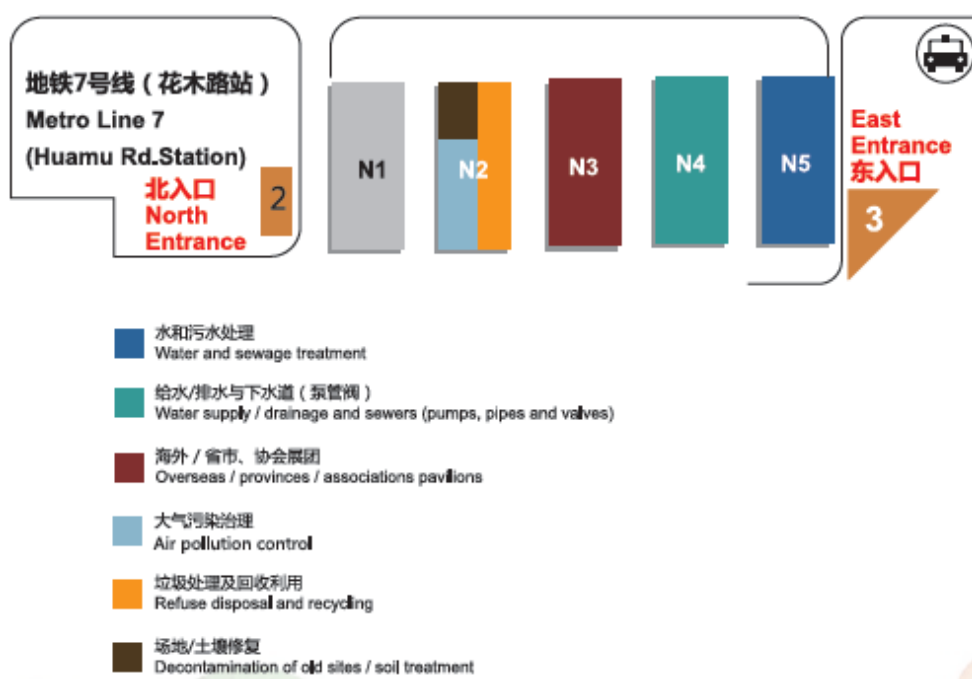 地铁7号线（花木路站）
Metro Line 7
(Huamu Rd.Station)
北入口
North
Entrance
2
N1
N2
N3
N4
N5
East
Entrance
东入口
3
水和污水处理
Water and sewage treatment
给水/排水与下水道（泵管阀）
Water supply / drainage and sewers (pumps, pipes and valves)
海外 / 省市、协会展团
Overseas / provinces / associations pavilions
大气污染治理
Air pollution control
垃圾处理及回收利用
Refuse disposal and recycling
场地/土壤修复
Decontamination of old sites / soil treatment